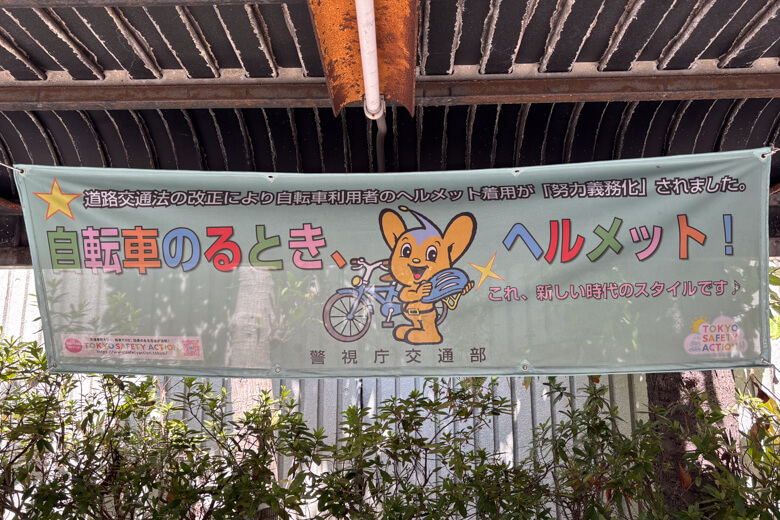 道路交通法の改正により自転車利用者のヘルメット着用が『努力義務化』されました。
自転車のるとき、ヘルメット！
これ、新しい時代のスタイルです♪
警視庁交通部
TOKYO SAFETY ACTION
TOKYO
SAFETY
ACTION